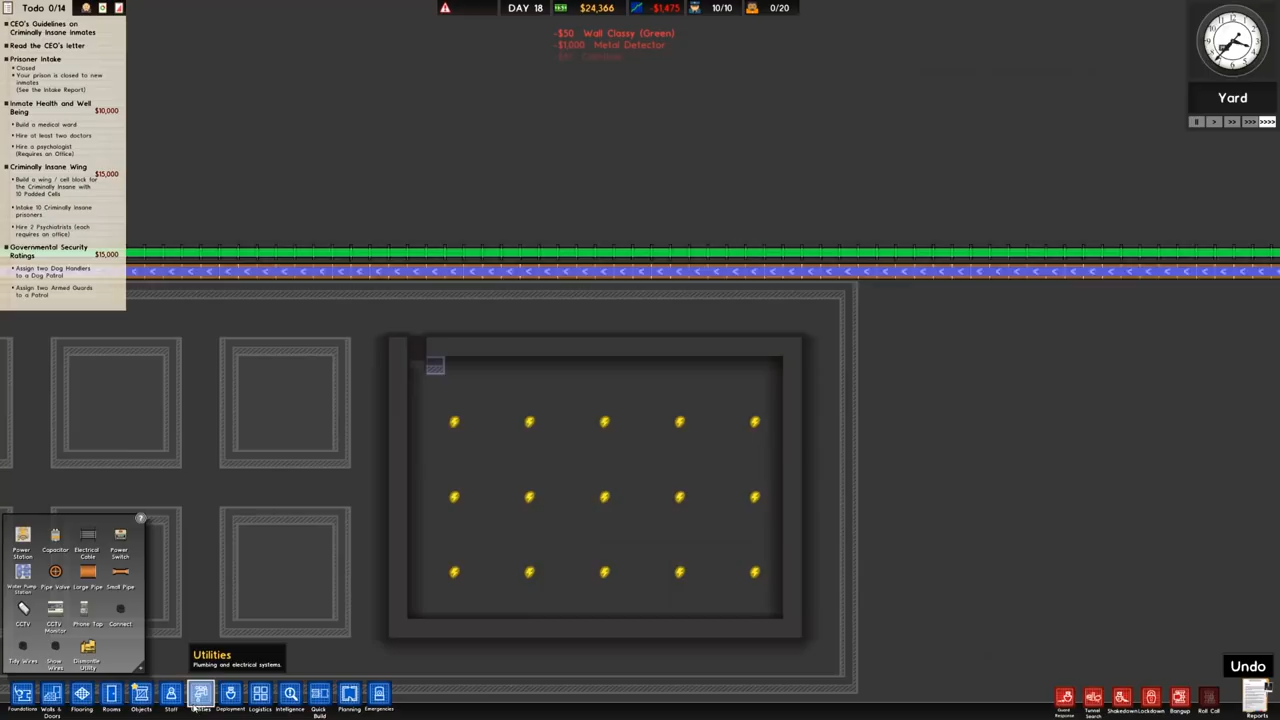 Todo 0/14
DAY 18
$24,366
-$1,475
10/10
0/20
-$50 Wall Classy (Green)
-$1,000 Metal Detector
Yard
CEO's Guidelines on
Criminally Insane Inmates
Read the CEO's letter
Prisoner Intake
• Closed
• Your prison is closed to new
inmates
(See the Intake Report)
Inmate Health and Well
Being
$10,000
• Build a medical ward
• Hire at least two doctors
• Hire a psychologist
(Requires an Office)
Criminally Insane Wing
$15,000
• Build a wing / cell block for
the Criminally Insane with
10 Padded Cells
• Intake 10 Criminally Insane
prisoners
• Hire 2 Psychiatrists (each
requires an office)
Governmental Security
Ratings
$15,000
• Assign two Dog Handlers
to a Dog Patrol
• Assign two Armed Guards
to a Patrol
?
Power
Station
Capacitor
Electrical
Cable
Power
Switch
Water Pump
Station
Pipe Valve
Large Pipe
Small Pipe
CCTV
CCTV
Monitor
Phone Tap
Connect
Tidy Wires
Show
Wires
Dismantle
Utility
Utilities
Plumbing and electrical systems.
Undo
Foundations
Walls &
Doors
Flooring
Rooms
Objects
Staff
Utilities
Deployment
Logistics
Intelligence
Quick
Build
Planning
Emergencies
Guard
Response
Tunnel
Search
Shakedown
Lockdown
Bangup
Roll Call
Reports